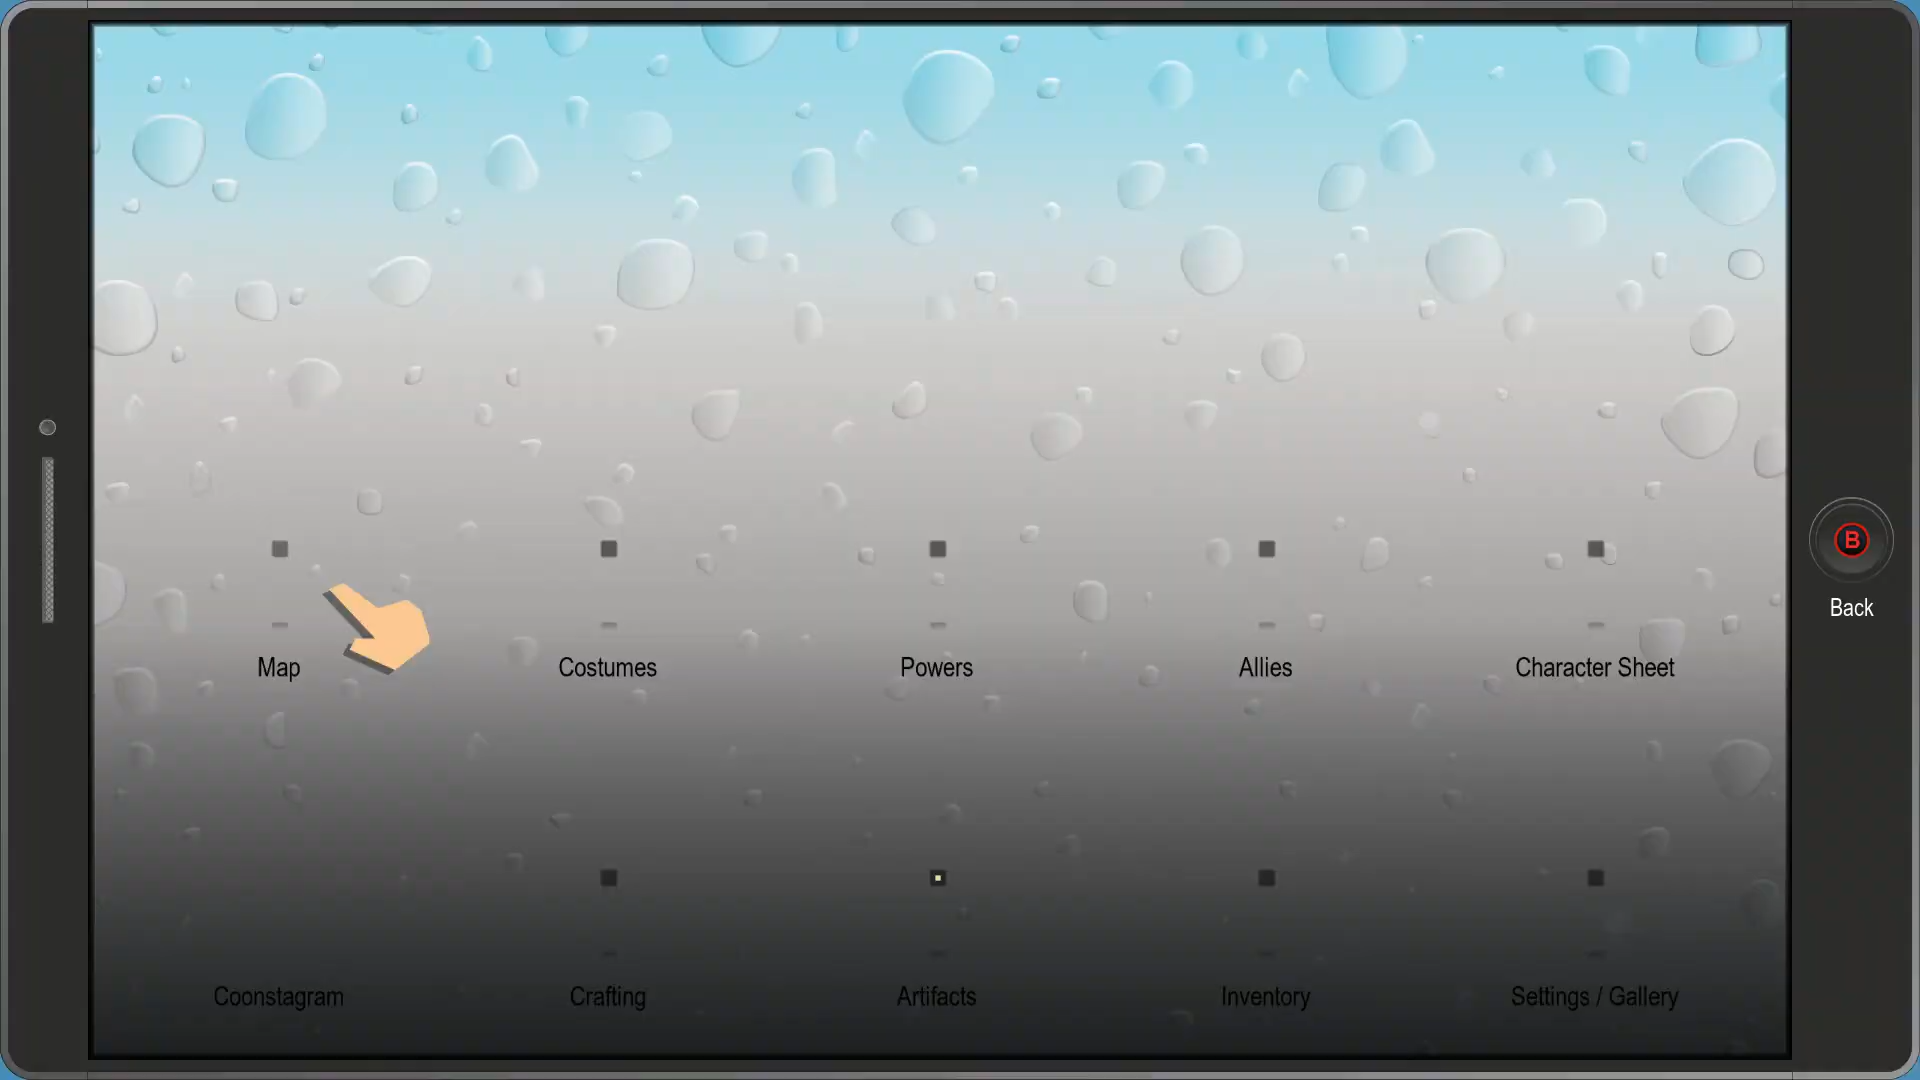 B
Back
Map
Costumes
Powers
Allies
Character Sheet
Coonstagram
Crafting
Artifacts
Inventory
Settings / Gallery